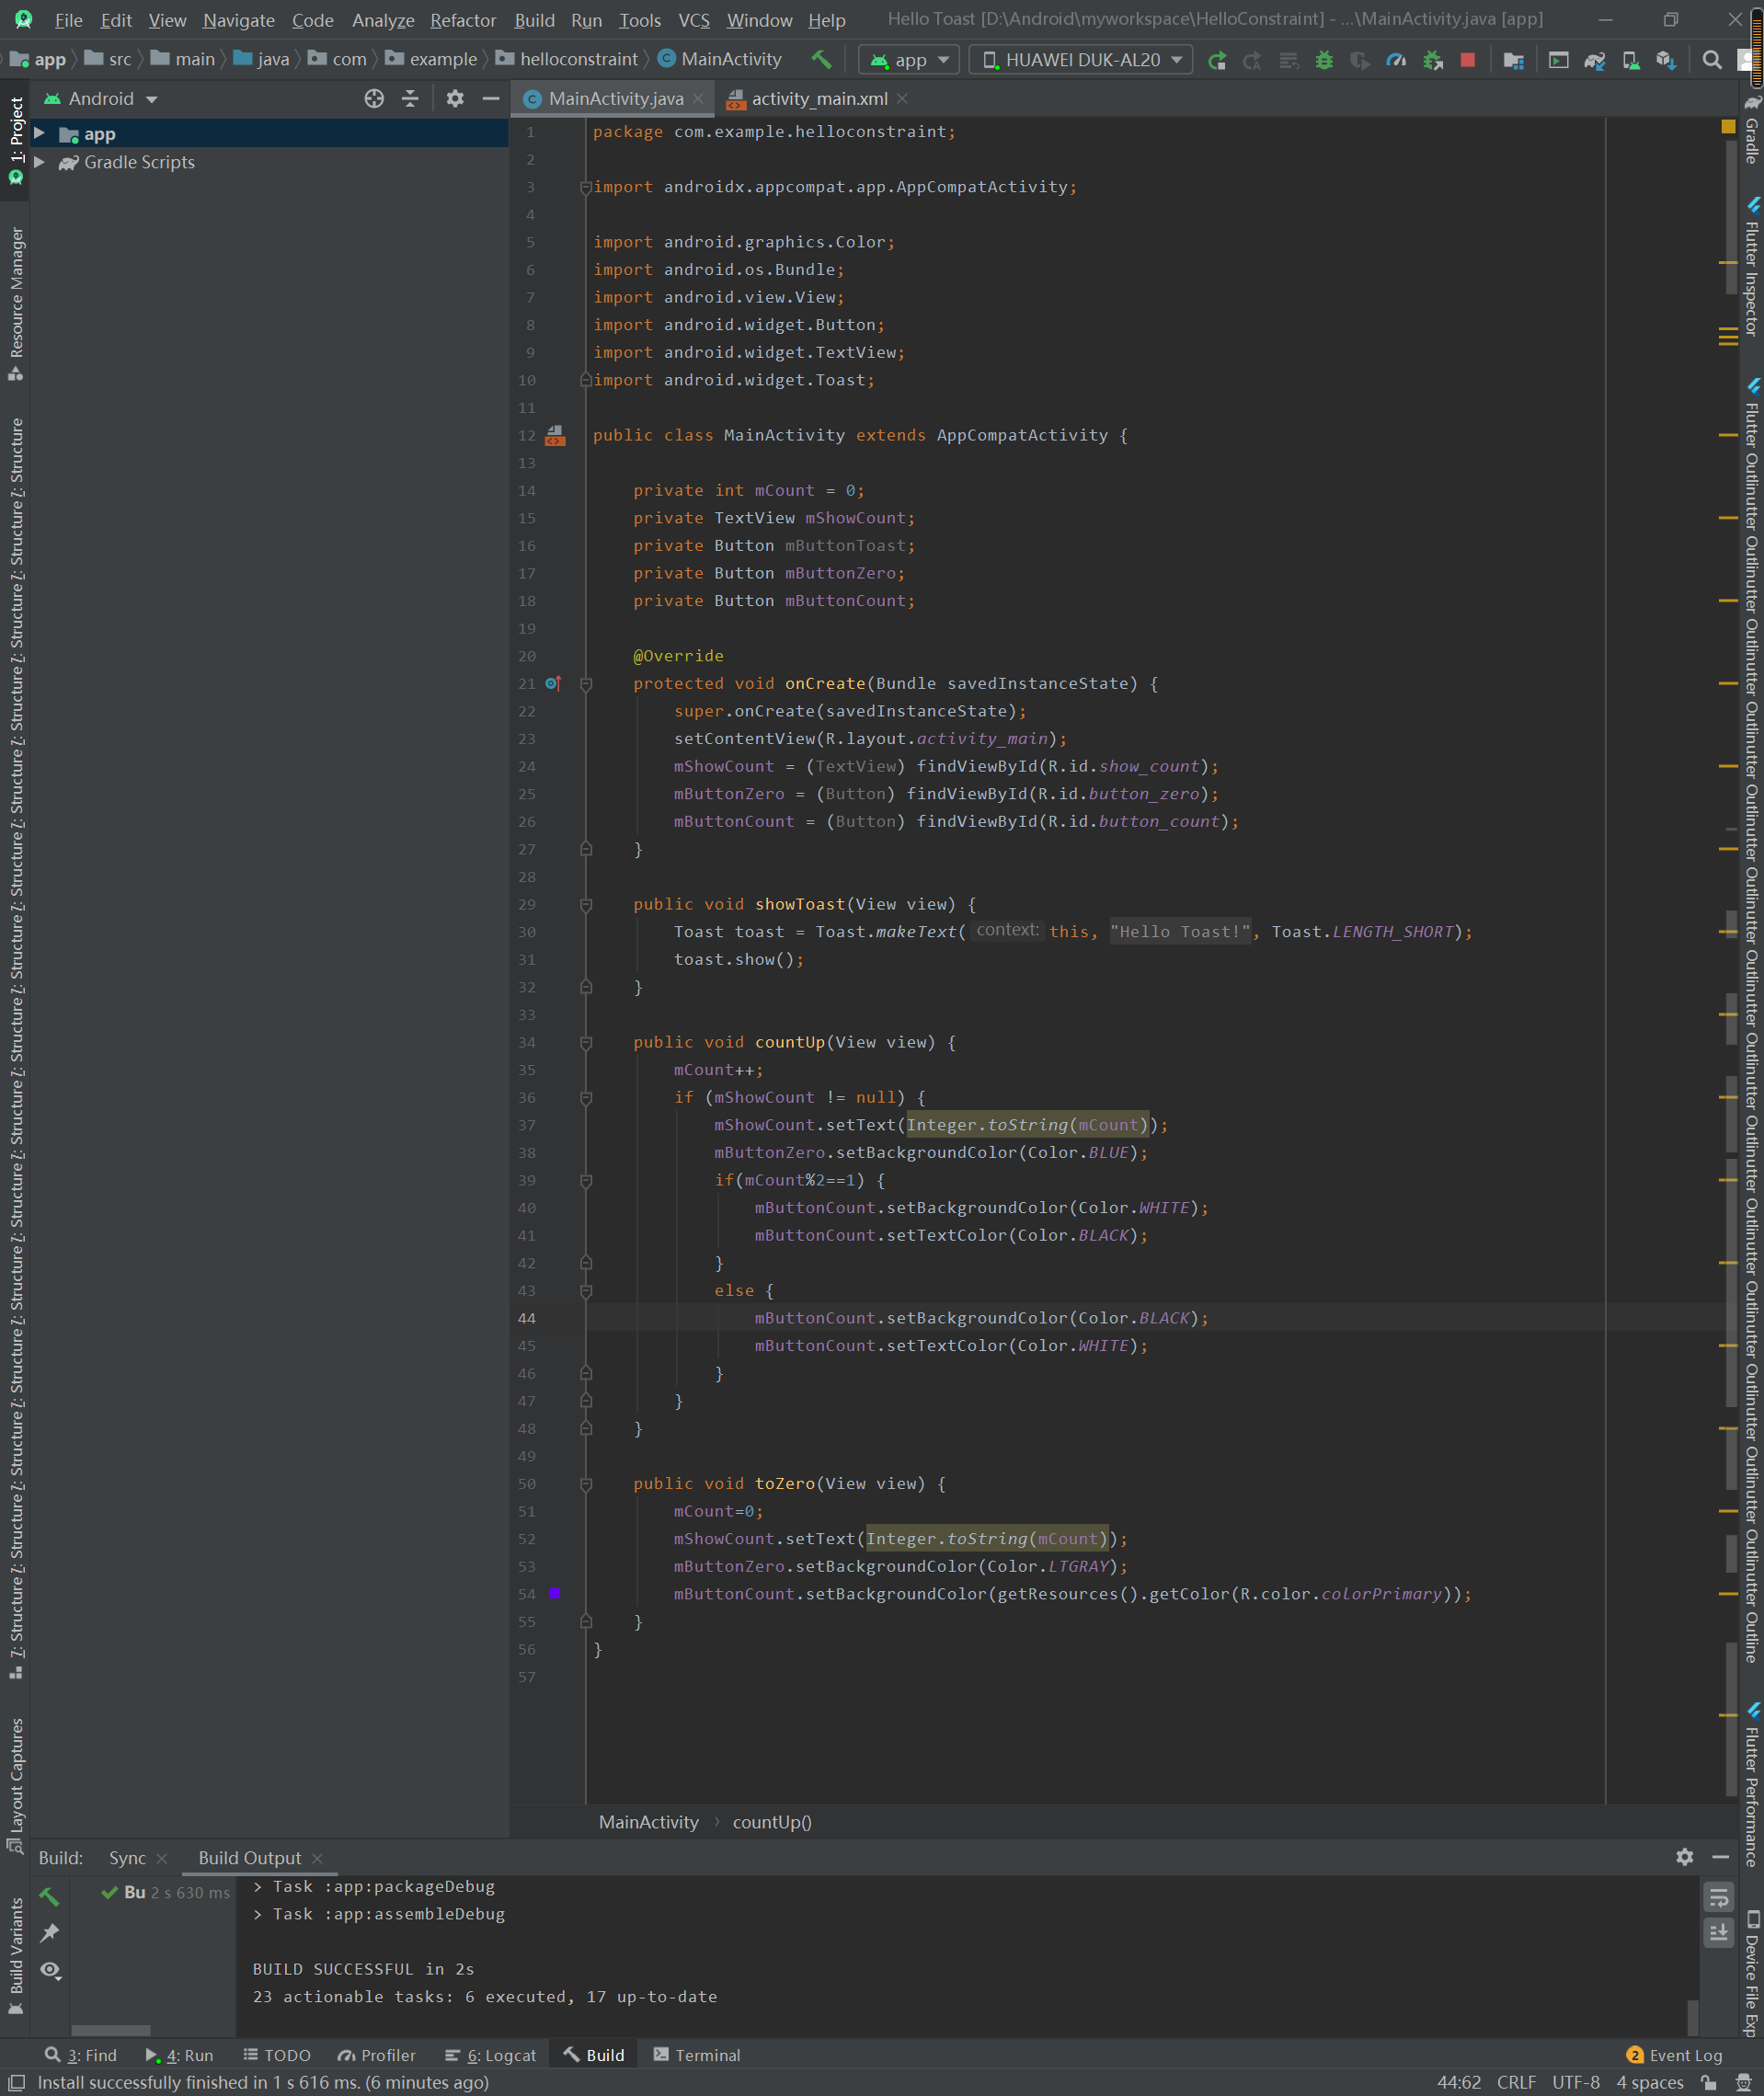 File Edit View Navigate Code Analyze Refactor Build Run Tools VCS Window Help Hello Toast [D:\Android\myworkspace\HelloConstraint] - ...\MainActivity.java [app]
app src main java com example helloconstraint MainActivity app HUAWEI DUK-AL20
Android
MainActivity.java activity_main.xml
app
Gradle Scripts
1: Project
Resource Manager
7: Structure
Layout Captures
Build Variants
1 package com.example.helloconstraint;
2
3 import androidx.appcompat.app.AppCompatActivity;
4
5 import android.graphics.Color;
6 import android.os.Bundle;
7 import android.view.View;
8 import android.widget.Button;
9 import android.widget.TextView;
10 import android.widget.Toast;
11
12 public class MainActivity extends AppCompatActivity {
13
14 private int mCount = 0;
15 private TextView mShowCount;
16 private Button mButtonToast;
17 private Button mButtonZero;
18 private Button mButtonCount;
19
20 @Override
21 protected void onCreate(Bundle savedInstanceState) {
22 super.onCreate(savedInstanceState);
23 setContentView(R.layout.activity_main);
24 mShowCount = (TextView) findViewById(R.id.show_count);
25 mButtonZero = (Button) findViewById(R.id.button_zero);
26 mButtonCount = (Button) findViewById(R.id.button_count);
27 }
28
29 public void showToast(View view) {
30 Toast toast = Toast.makeText( context: this, "Hello Toast!", Toast.LENGTH_SHORT);
31 toast.show();
32 }
33
34 public void countUp(View view) {
35 mCount++;
36 if (mShowCount != null) {
37 mShowCount.setText(Integer.toString(mCount));
38 mButtonZero.setBackgroundColor(Color.BLUE);
39 if(mCount%2==1) {
40 mButtonCount.setBackgroundColor(Color.WHITE);
41 mButtonCount.setTextColor(Color.BLACK);
42 }
43 else {
44 mButtonCount.setBackgroundColor(Color.BLACK);
45 mButtonCount.setTextColor(Color.WHITE);
46 }
47 }
48 }
49
50 public void toZero(View view) {
51 mCount=0;
52 mShowCount.setText(Integer.toString(mCount));
53 mButtonZero.setBackgroundColor(Color.LTGRAY);
54 mButtonCount.setBackgroundColor(getResources().getColor(R.color.colorPrimary));
55 }
56 }
57
MainActivity countUp()
Gradle
Flutter Inspector
Flutter Outline
Flutter Performance
Device File Exp
Build: Sync Build Output
Bu 2 s 630 ms
> Task :app:packageDebug
> Task :app:assembleDebug
BUILD SUCCESSFUL in 2s
23 actionable tasks: 6 executed, 17 up-to-date
3: Find 4: Run TODO Profiler 6: Logcat Build Terminal 2 Event Log
Install successfully finished in 1 s 616 ms. (6 minutes ago) 44:62 CRLF UTF-8 4 spaces